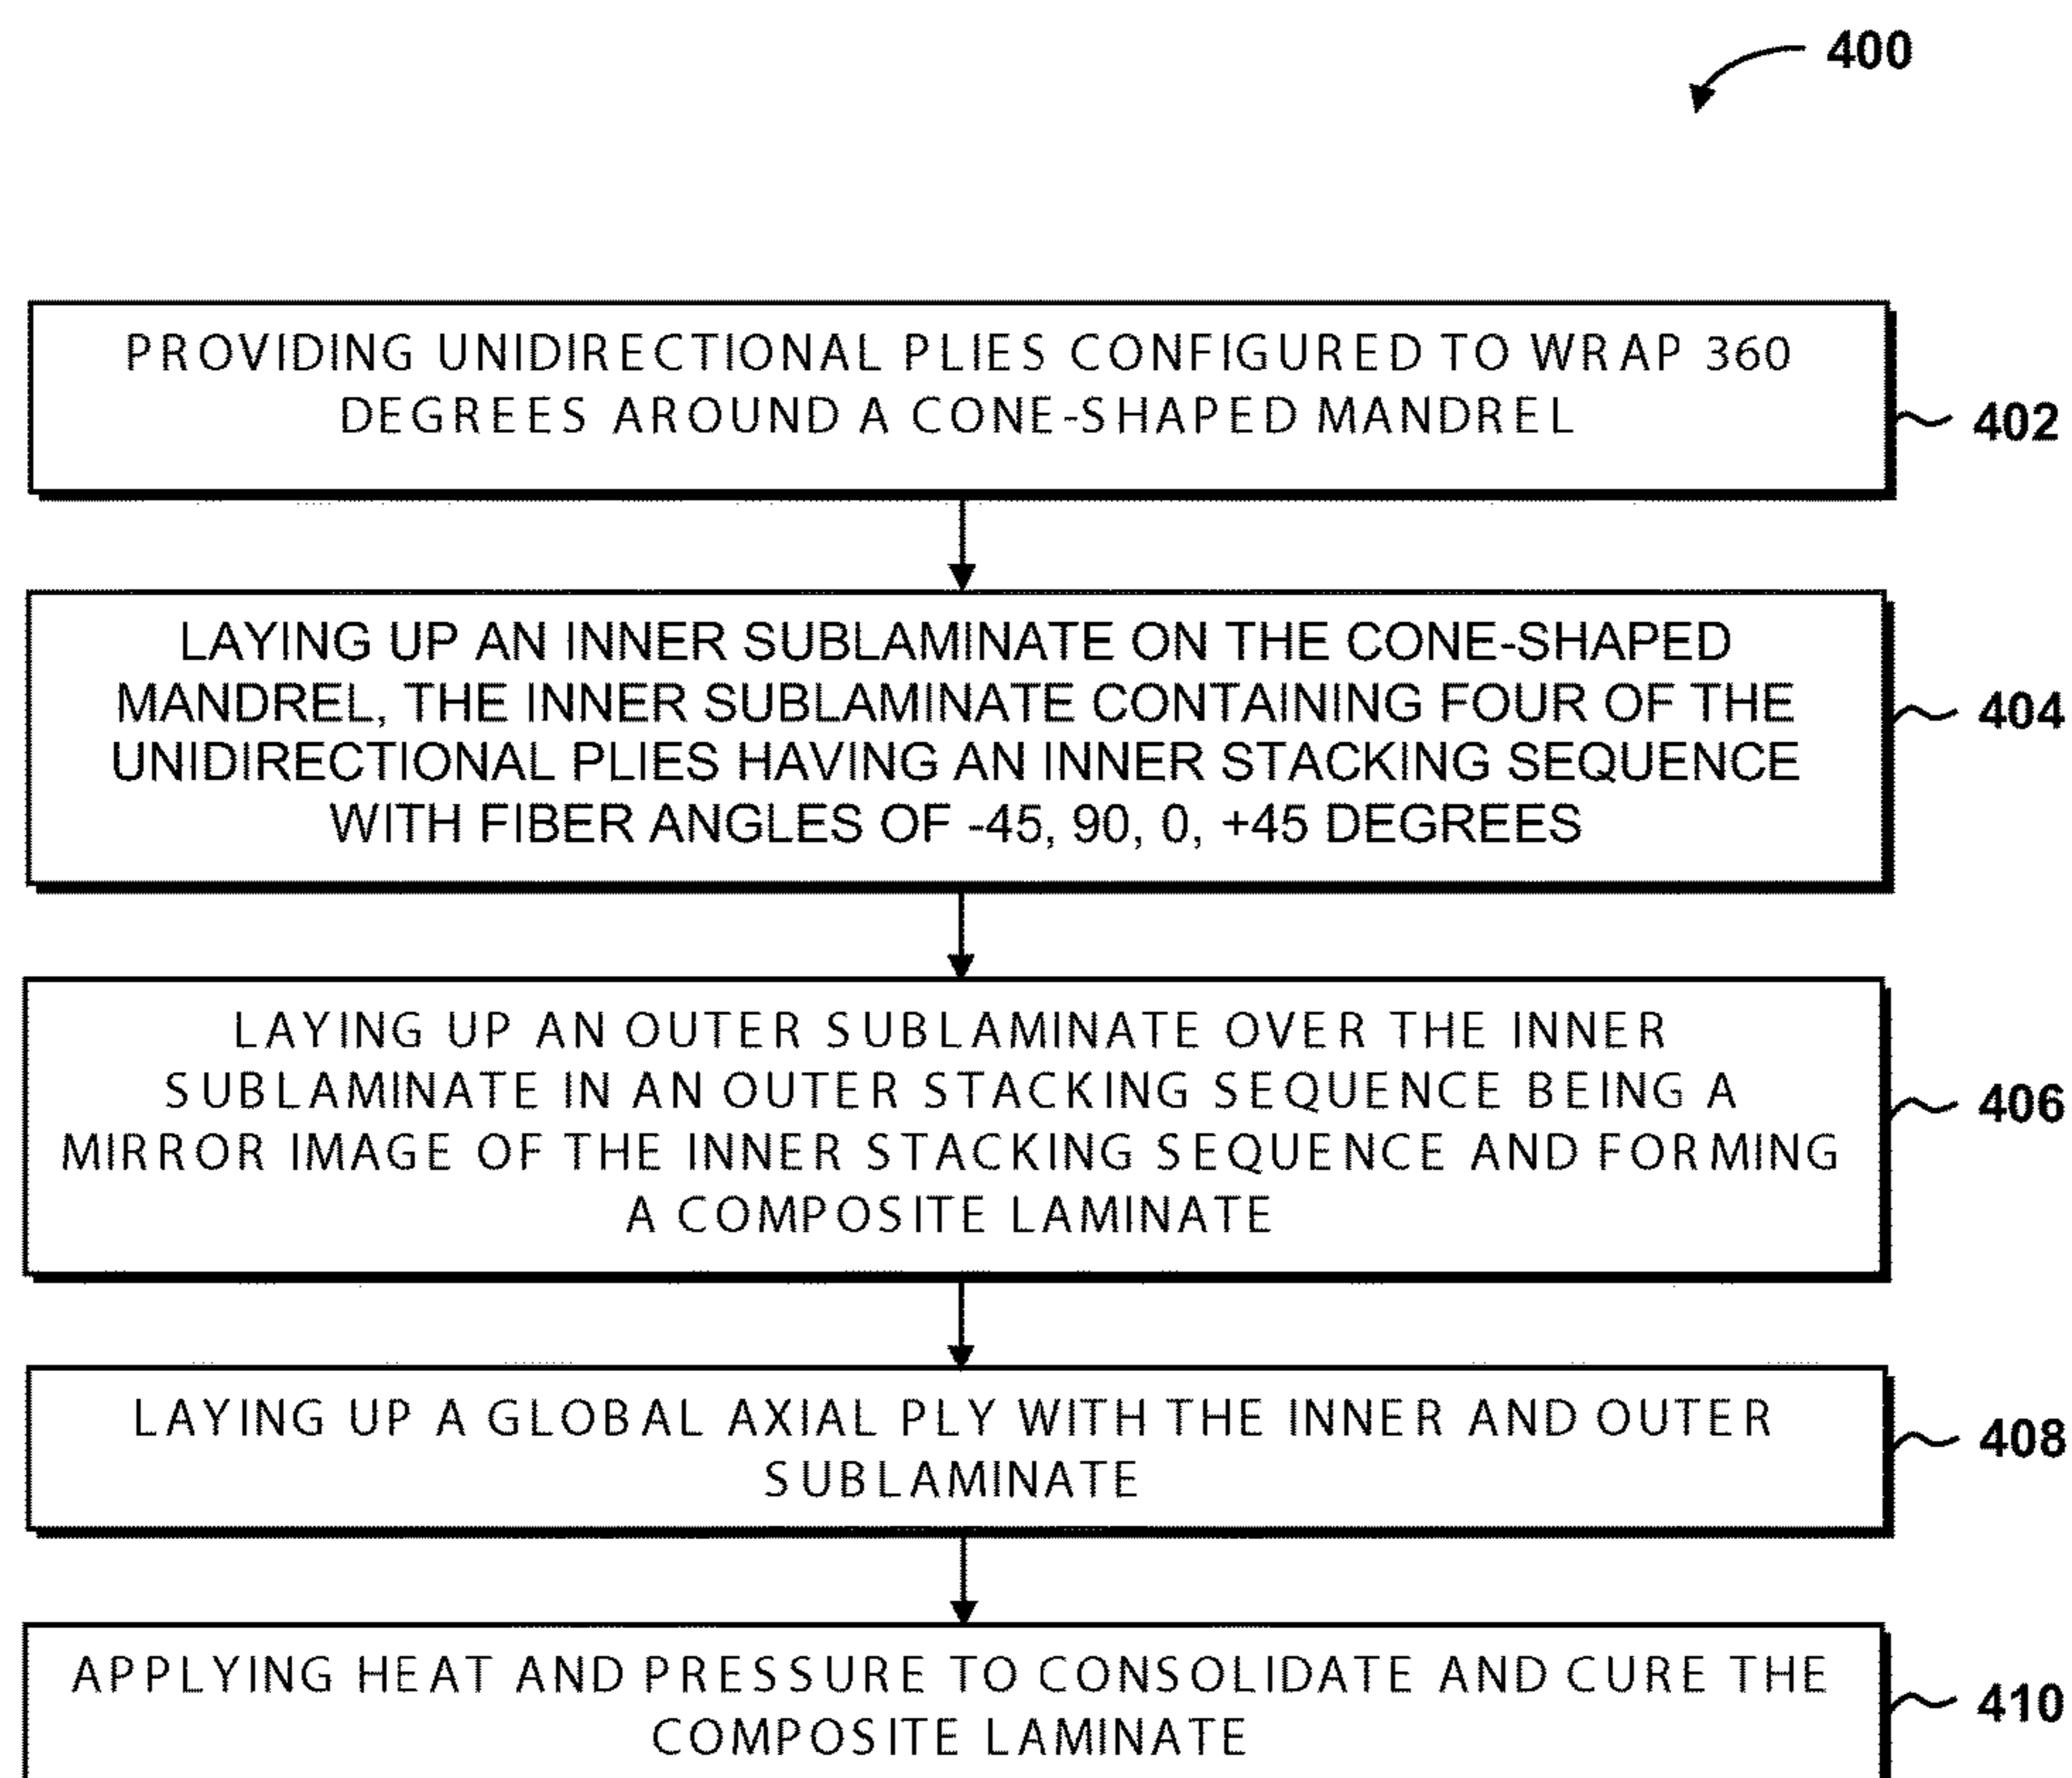 400
PROVIDING UNIDIRECTIONAL PLIES CONFIGURED TO WRAP 360
DEGREES AROUND A CONE-SHAPED MANDREL
402
LAYING UP AN INNER SUBLAMINATE ON THE CONE-SHAPED
MANDREL, THE INNER SUBLAMINATE CONTAINING FOUR OF THE
UNIDIRECTIONAL PLIES HAVING AN INNER STACKING SEQUENCE
WITH FIBER ANGLES OF -45, 90, 0, +45 DEGREES
404
LAYING UP AN OUTER SUBLAMINATE OVER THE INNER
SUBLAMINATE IN AN OUTER STACKING SEQUENCE BEING A
MIRROR IMAGE OF THE INNER STACKING SEQUENCE AND FORMING
A COMPOSITE LAMINATE
406
LAYING UP A GLOBAL AXIAL PLY WITH THE INNER AND OUTER
SUBLAMINATE
408
APPLYING HEAT AND PRESSURE TO CONSOLIDATE AND CURE THE
COMPOSITE LAMINATE
410